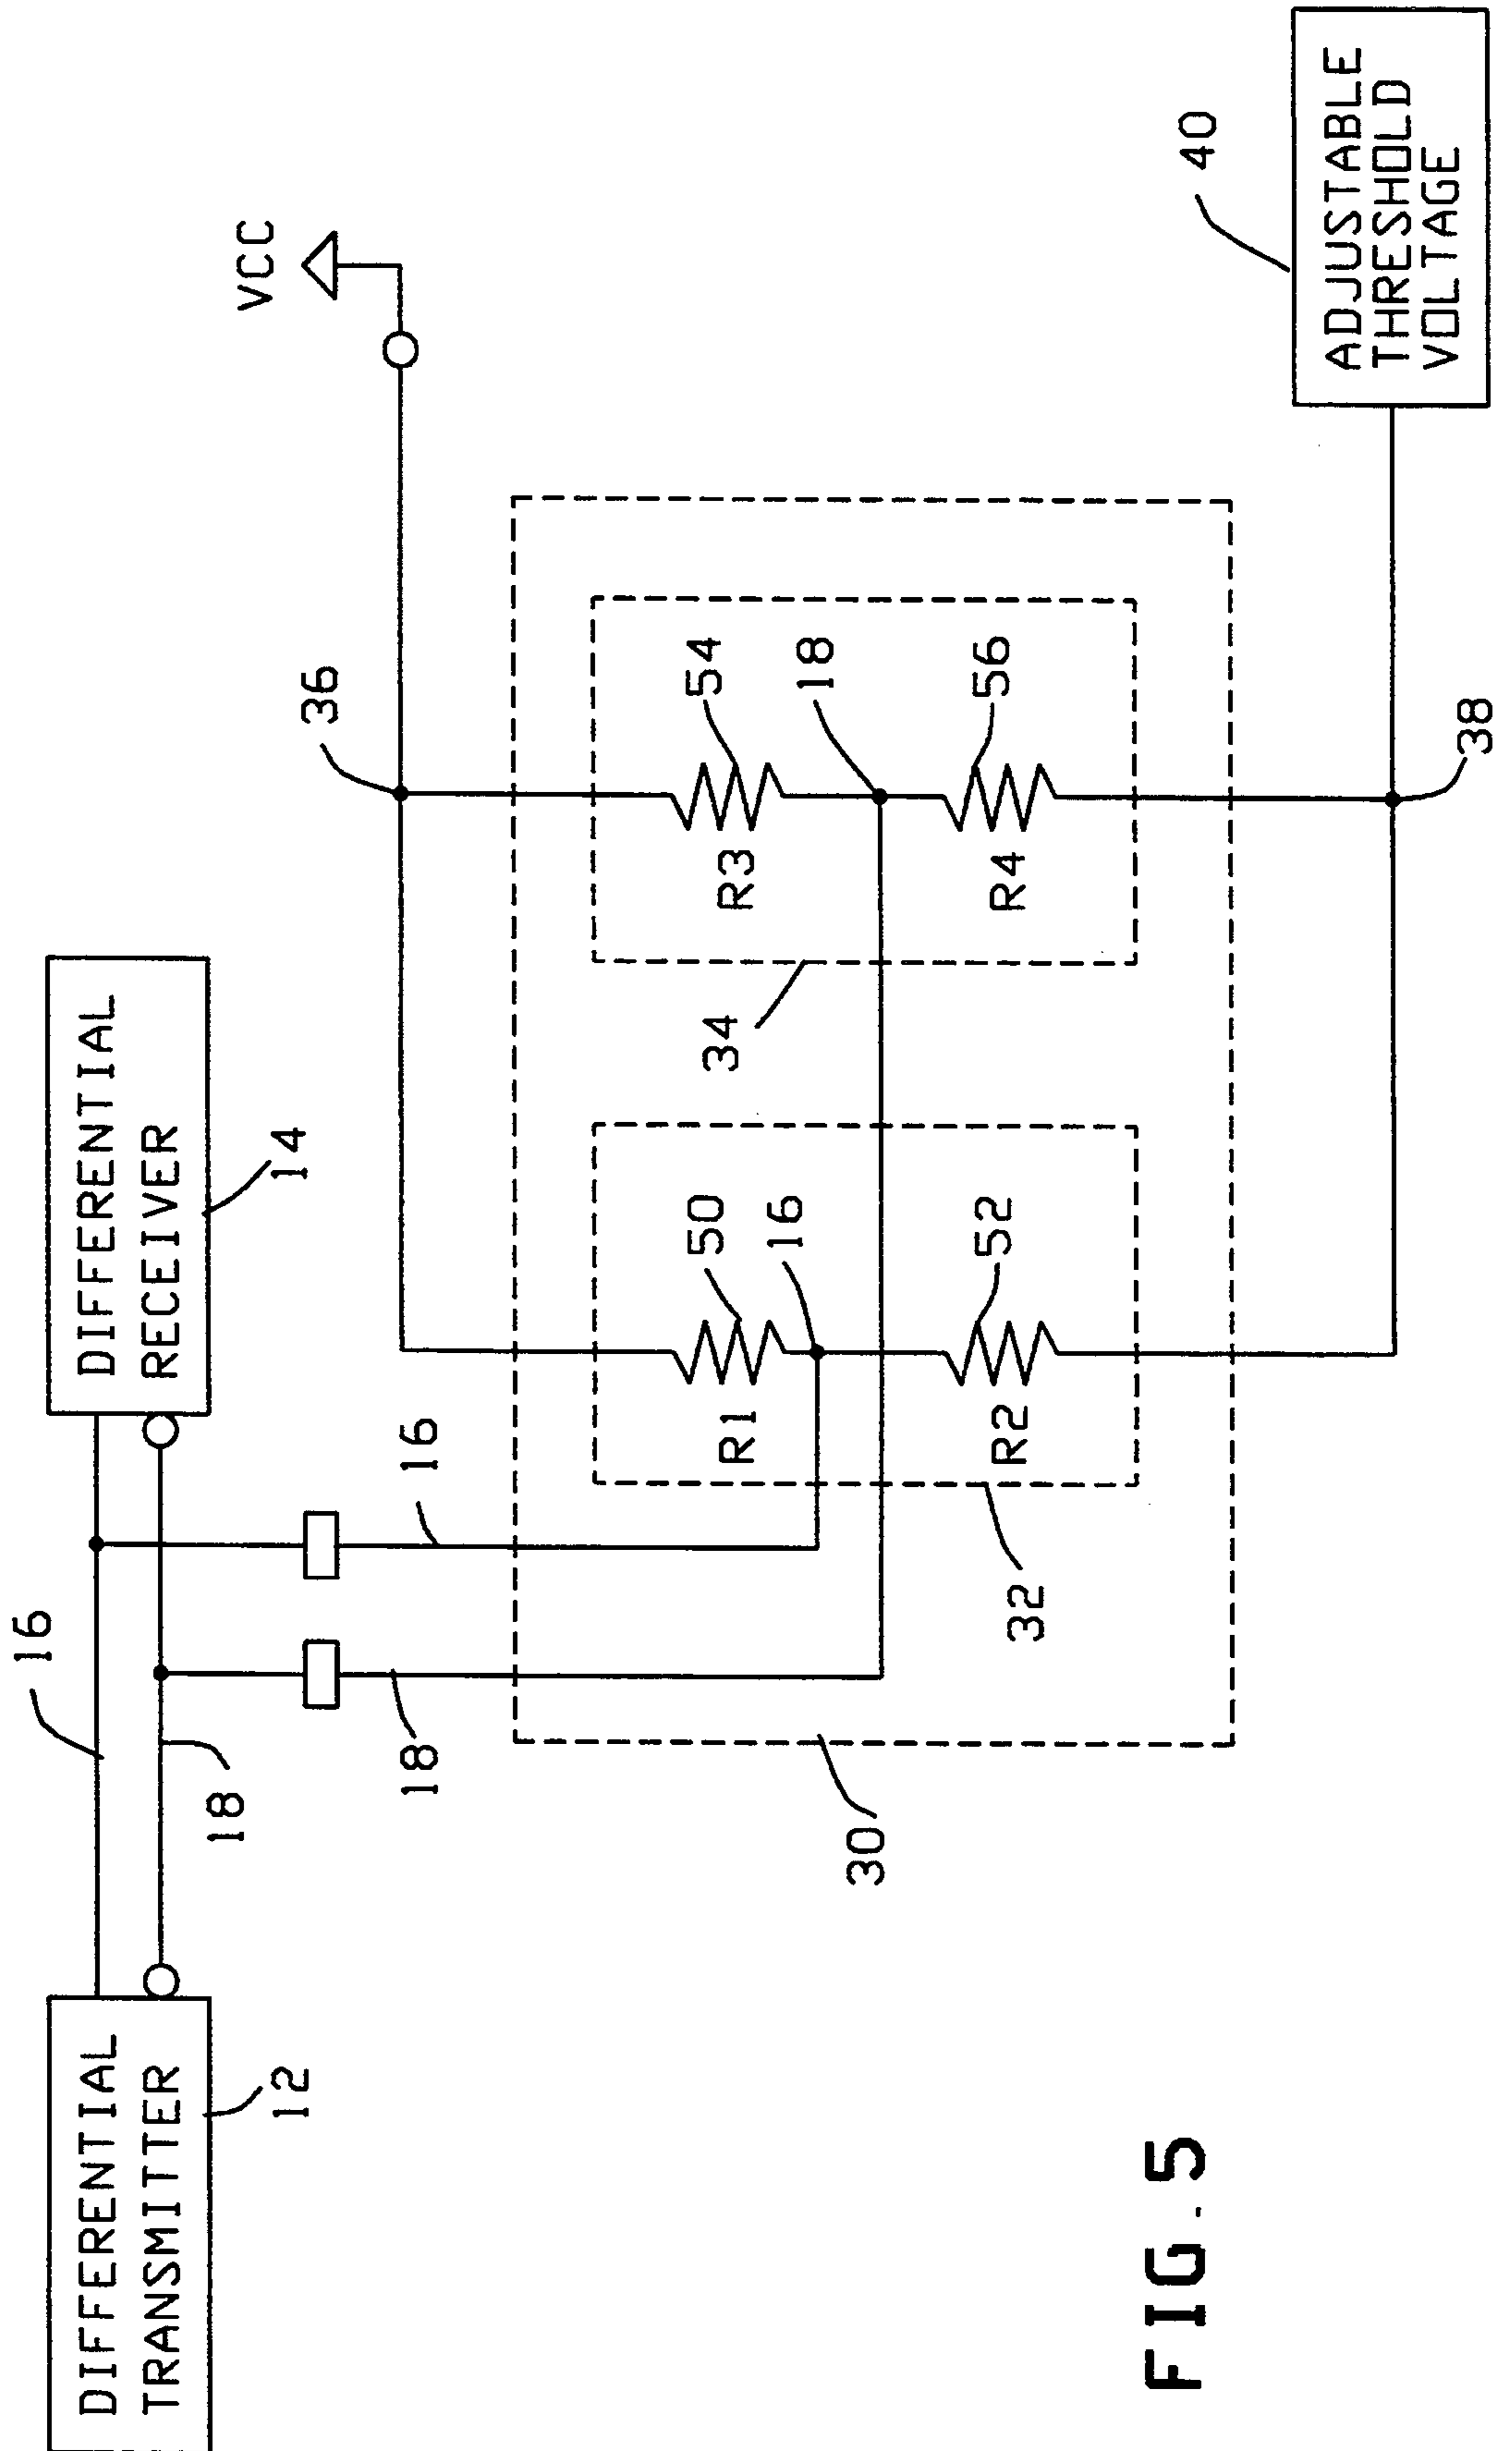 DIFFERENTIAL
TRANSMITTER
12
16
18
DIFFERENTIAL
RECEIVER
14
16
18
VCC
36
30
32
R1
50
16
R2
52
34
R3
54
18
R4
56
38
40
ADJUSTABLE
THRESHOLD
VOLTAGE
FIG.5